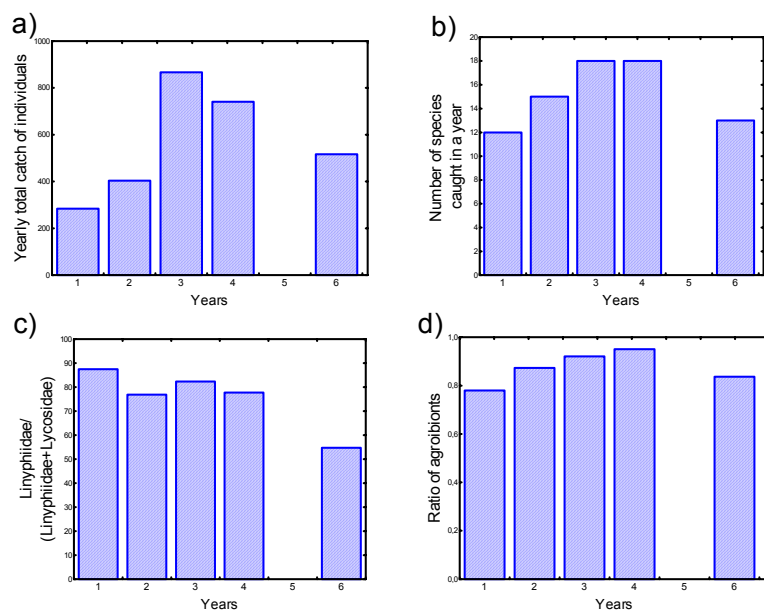 a)
Yearly total catch of individuals
1000
800
600
400
200
0
1 2 3 4 5 6
Years
b)
Number of species
caught in a year
20
18
16
14
12
10
8
6
4
2
0
1 2 3 4 5 6
Years
c)
Linyphiidae/
(Linyphiidae+Lycosidae)
100
90
80
70
60
50
40
30
20
10
0
1 2 3 4 5 6
Years
d)
Ratio of agroibionts
1,0
0,8
0,6
0,4
0,2
0,0
1 2 3 4 5 6
Years